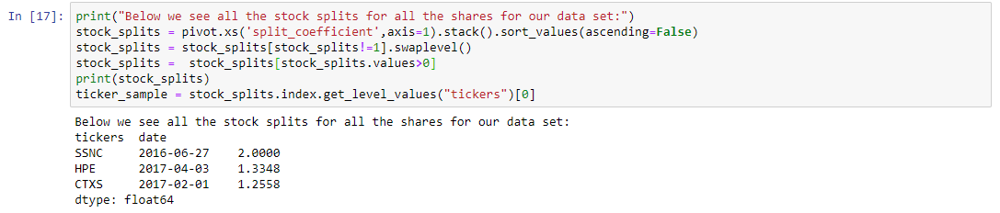 In [17]: print("Below we see all the stock splits for all the shares for our data set:")
stock_splits = pivot.xs('split_coefficient',axis=1).stack().sort_values(ascending=False)
stock_splits = stock_splits[stock_splits!=1].swaplevel()
stock_splits =  stock_splits[stock_splits.values>0]
print(stock_splits)
ticker_sample = stock_splits.index.get_level_values("tickers")[0]
Below we see all the stock splits for all the shares for our data set:
tickers  date
SSNC     2016-06-27    2.0000
HPE      2017-04-03    1.3348
CTXS     2017-02-01    1.2558
dtype: float64